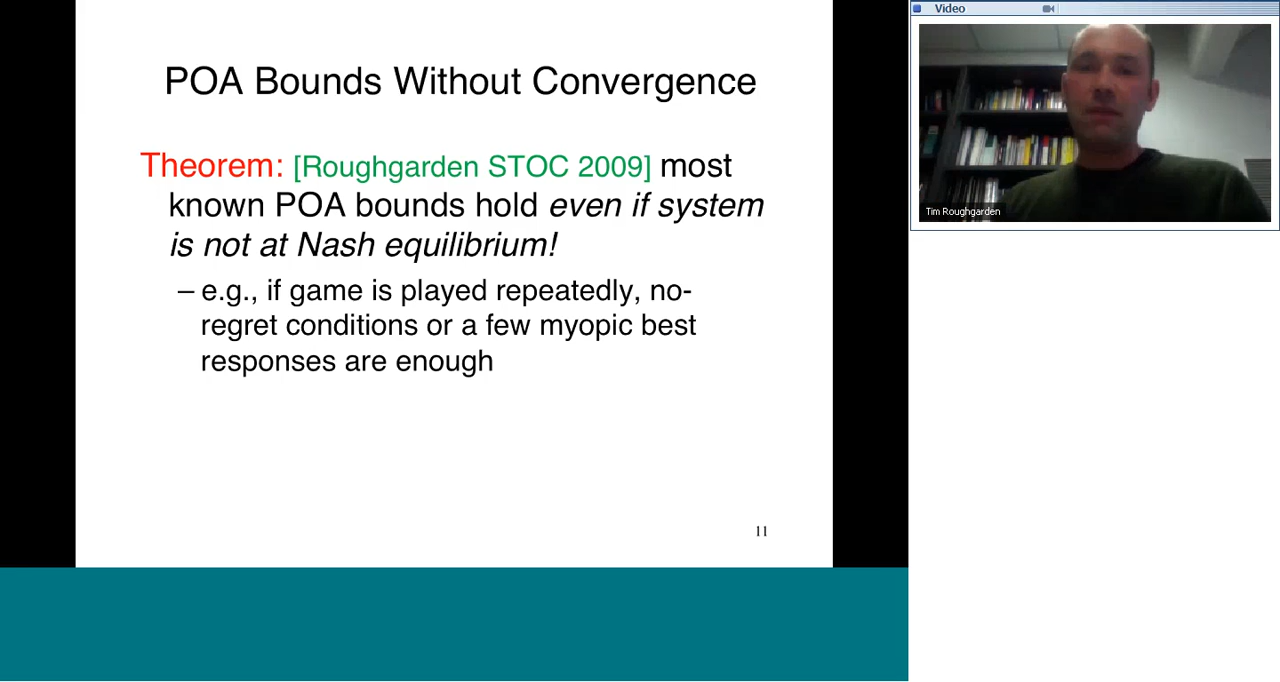 POA Bounds Without Convergence
Theorem: [Roughgarden STOC 2009] most
known POA bounds hold even if system
is not at Nash equilibrium!
– e.g., if game is played repeatedly, no-
regret conditions or a few myopic best
responses are enough
11
Video
Tim Roughgarden